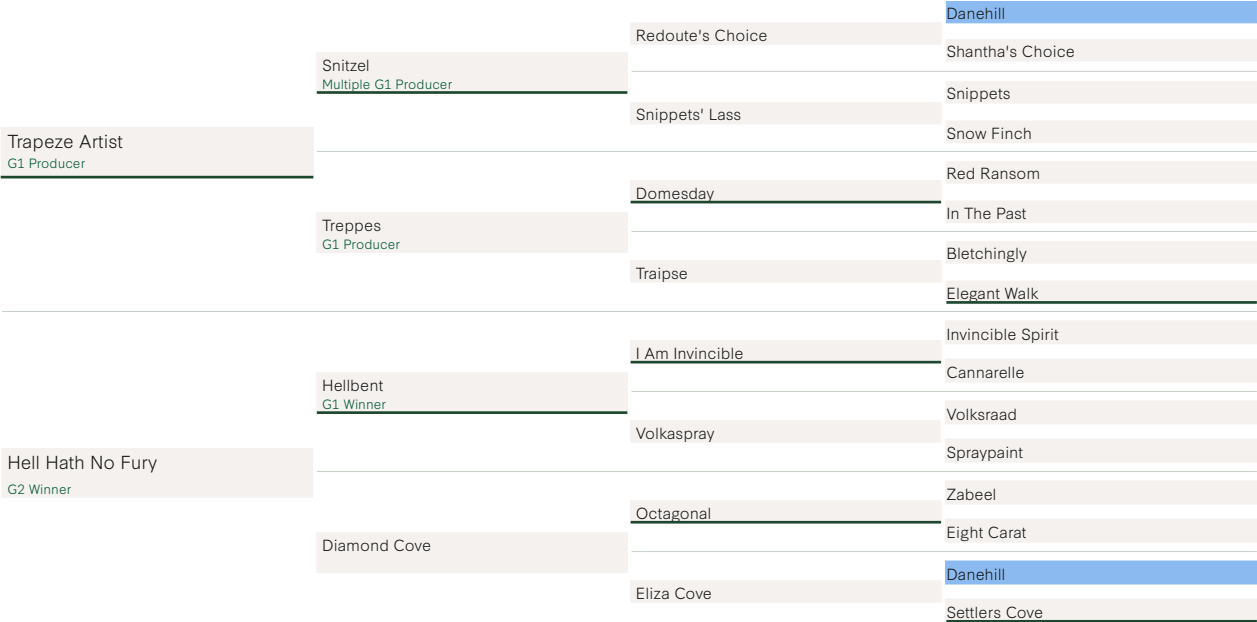 Trapeze Artist
G1 Producer
Hell Hath No Fury
G2 Winner
Snitzel
Multiple G1 Producer
Treppes
G1 Producer
Hellbent
G1 Winner
Diamond Cove
Redoute's Choice
Snippets' Lass
Domesday
Traipse
I Am Invincible
Volkaspray
Octagonal
Eliza Cove
Danehill
Shantha's Choice
Snippets
Snow Finch
Red Ransom
In The Past
Bletchingly
Elegant Walk
Invincible Spirit
Cannarelle
Volksraad
Spraypaint
Zabeel
Eight Carat
Danehill
Settlers Cove